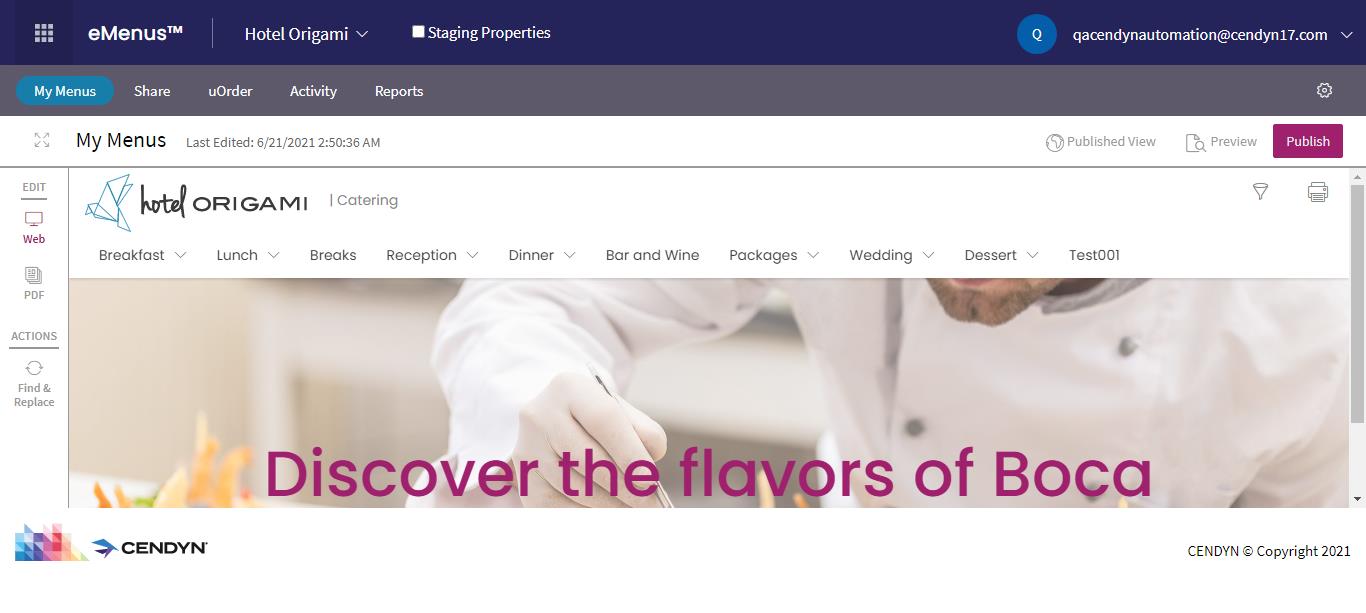 eMenus™ Hotel Origami Staging Properties Q qacendynautomation@cendyn17.com
My Menus Share uOrder Activity Reports
My Menus Last Edited: 6/21/2021 2:50:36 AM Published View Preview Publish
EDIT
Web
PDF
ACTIONS
Find &
Replace
hotel ORIGAMI | Catering
Breakfast Lunch Breaks Reception Dinner Bar and Wine Packages Wedding Dessert Test001
Discover the flavors of Boca
CENDYN CENDYN © Copyright 2021